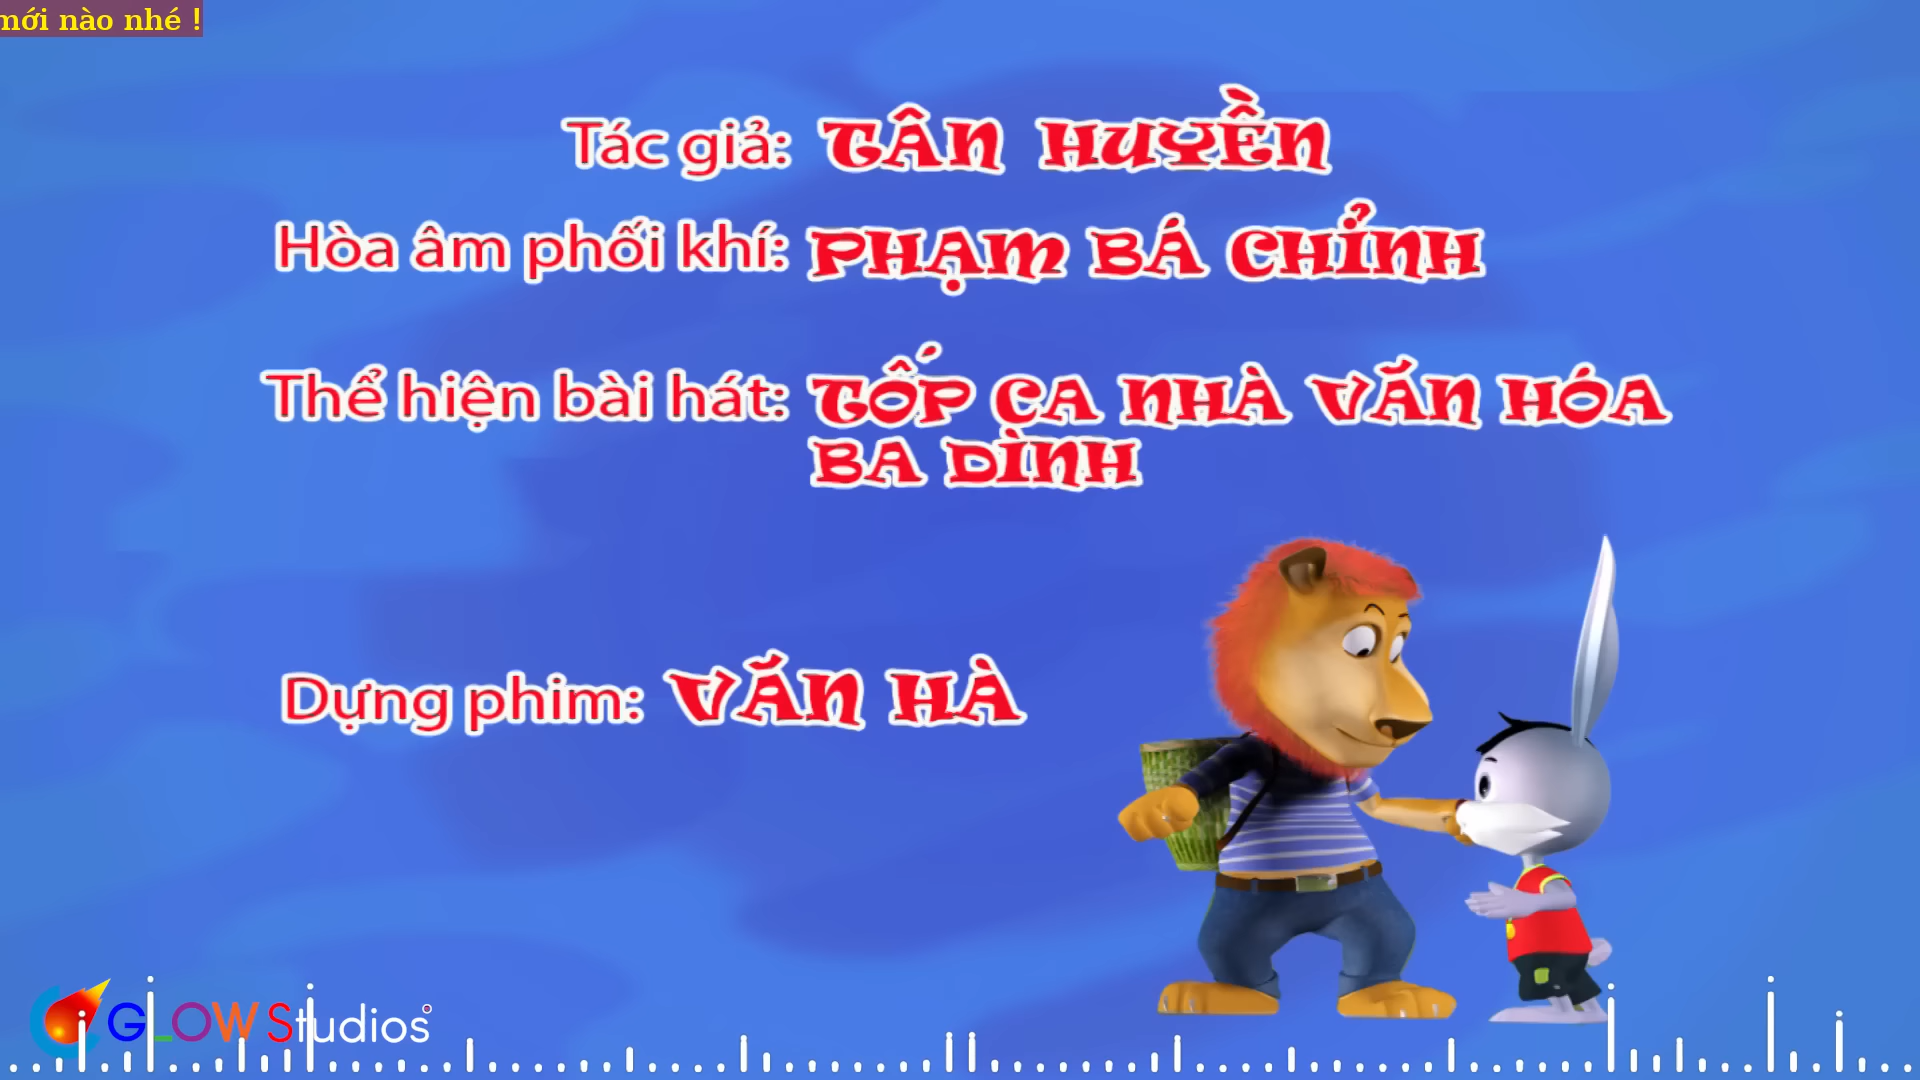 mới nào nhé !
Tác giả: TÂN HUYỀN
Hòa âm phối khí: PHẠM BÁ CHỈNH
Thể hiện bài hát: TỐP CA NHÀ VĂN HÓA
BA DÌNH
Dựng phim: VĂN HÀ
GLOW Studios